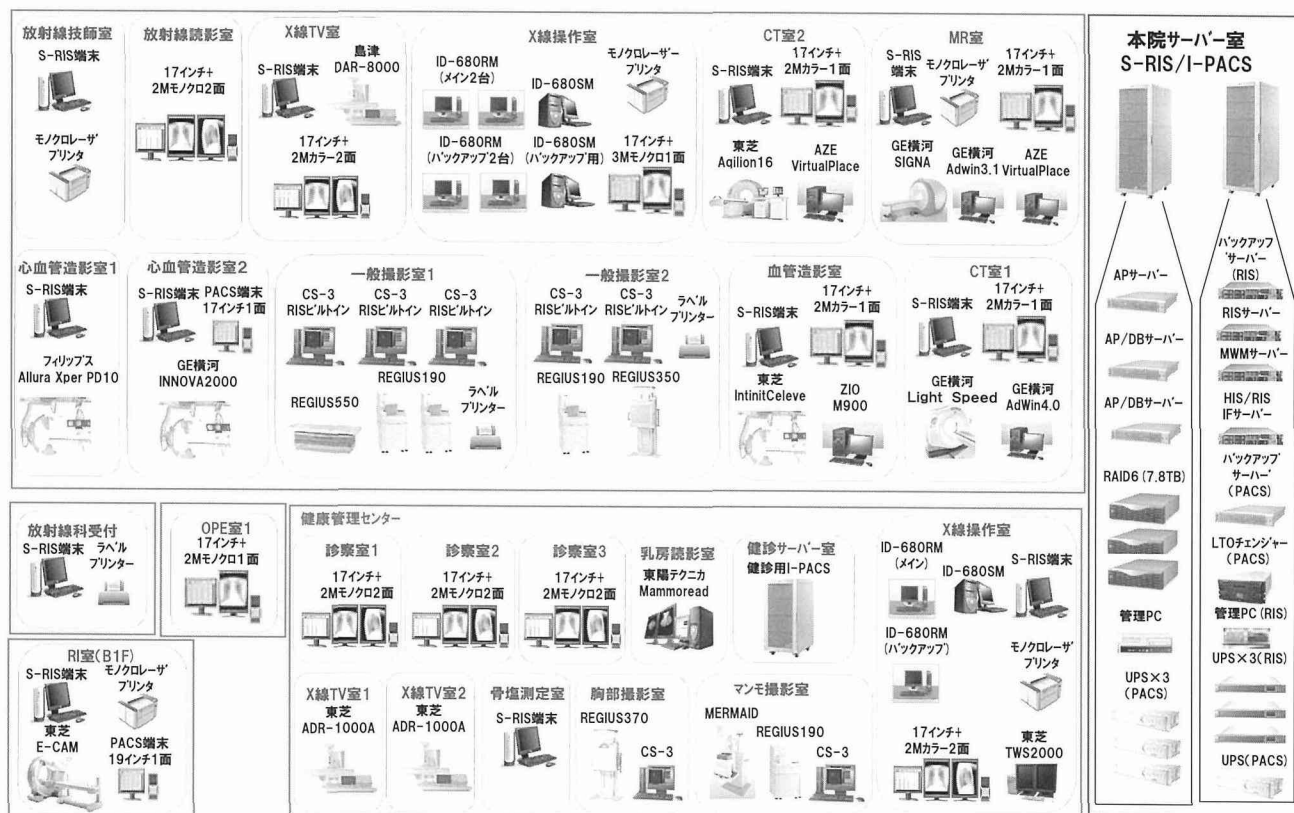 放射線技師室
S-RIS端末
モノクロレーザ
プリンタ
放射線読影室
17インチ+
2Mモノクロ2面
X線TV室
S-RIS端末
島津
DAR-8000
17インチ+
2Mカラー2面
X線操作室
ID-680RM
(メイン2台)
ID-680SM
モノクロレーザー
プリンタ
ID-680RM
(バックアップ2台)
ID-680SM
(バックアップ用)
17インチ+
3Mモノクロ1面
CT室2
S-RIS端末
17インチ+
2Mカラー1面
東芝
Aqilion16
AZE
VirtualPlace
MR室
S-RIS
端末
モノクロレーザ
プリンタ
17インチ+
2Mカラー1面
GE横河
SIGNA
GE横河
Adwin3.1
AZE
VirtualPlace
心血管造影室1
S-RIS端末
フィリップス
Allura Xper PD10
心血管造影室2
S-RIS端末
PACS端末
17インチ1面
GE横河
INNOVA2000
一般撮影室1
CS-3
RISビルトイン
CS-3
RISビルトイン
CS-3
RISビルトイン
REGIUS190
REGIUS550
ラベル
プリンター
一般撮影室2
CS-3
RISビルトイン
CS-3
RISビルトイン
ラベル
プリンター
REGIUS190
REGIUS350
血管造影室
S-RIS端末
17インチ+
2Mカラー1面
東芝
IntinitCeleve
ZIO
M900
CT室1
S-RIS端末
17インチ+
2Mカラー1面
GE横河
Light Speed
GE横河
AdWin4.0
放射線科受付
S-RIS端末
ラベル
プリンター
OPE室1
17インチ+
2Mモノクロ1面
RI室(B1F)
S-RIS端末
モノクロレーザ
プリンタ
東芝
E-CAM
PACS端末
19インチ1面
健康管理センター
診察室1
17インチ+
2Mモノクロ2面
診察室2
17インチ+
2Mモノクロ2面
診察室3
17インチ+
2Mモノクロ2面
乳房読影室
東陽テクニカ
Mammoread
健診サーバー室
健診用I-PACS
X線操作室
ID-680RM
(メイン)
ID-680SM
S-RIS端末
ID-680RM
(バックアップ)
モノクロレーザ
プリンタ
17インチ+
2Mカラー2面
東芝
TWS2000
X線TV室1
東芝
ADR-1000A
X線TV室2
東芝
ADR-1000A
骨塩測定室
S-RIS端末
胸部撮影室
REGIUS370
CS-3
マンモ撮影室
MERMAID
REGIUS190
CS-3
本院サーバー室
S-RIS/I-PACS
APサーバー
AP/DBサーバー
AP/DBサーバー
RAID6(7.8TB)
管理PC
UPS×3
(PACS)
バックアップ
サーバー
(RIS)
RISサーバー
MWMサーバー
HIS/RIS
IFサーバー
バックアップ
サーバー
(PACS)
LTOチェンジャー
(PACS)
管理PC(RIS)
UPS×3(RIS)
UPS(PACS)